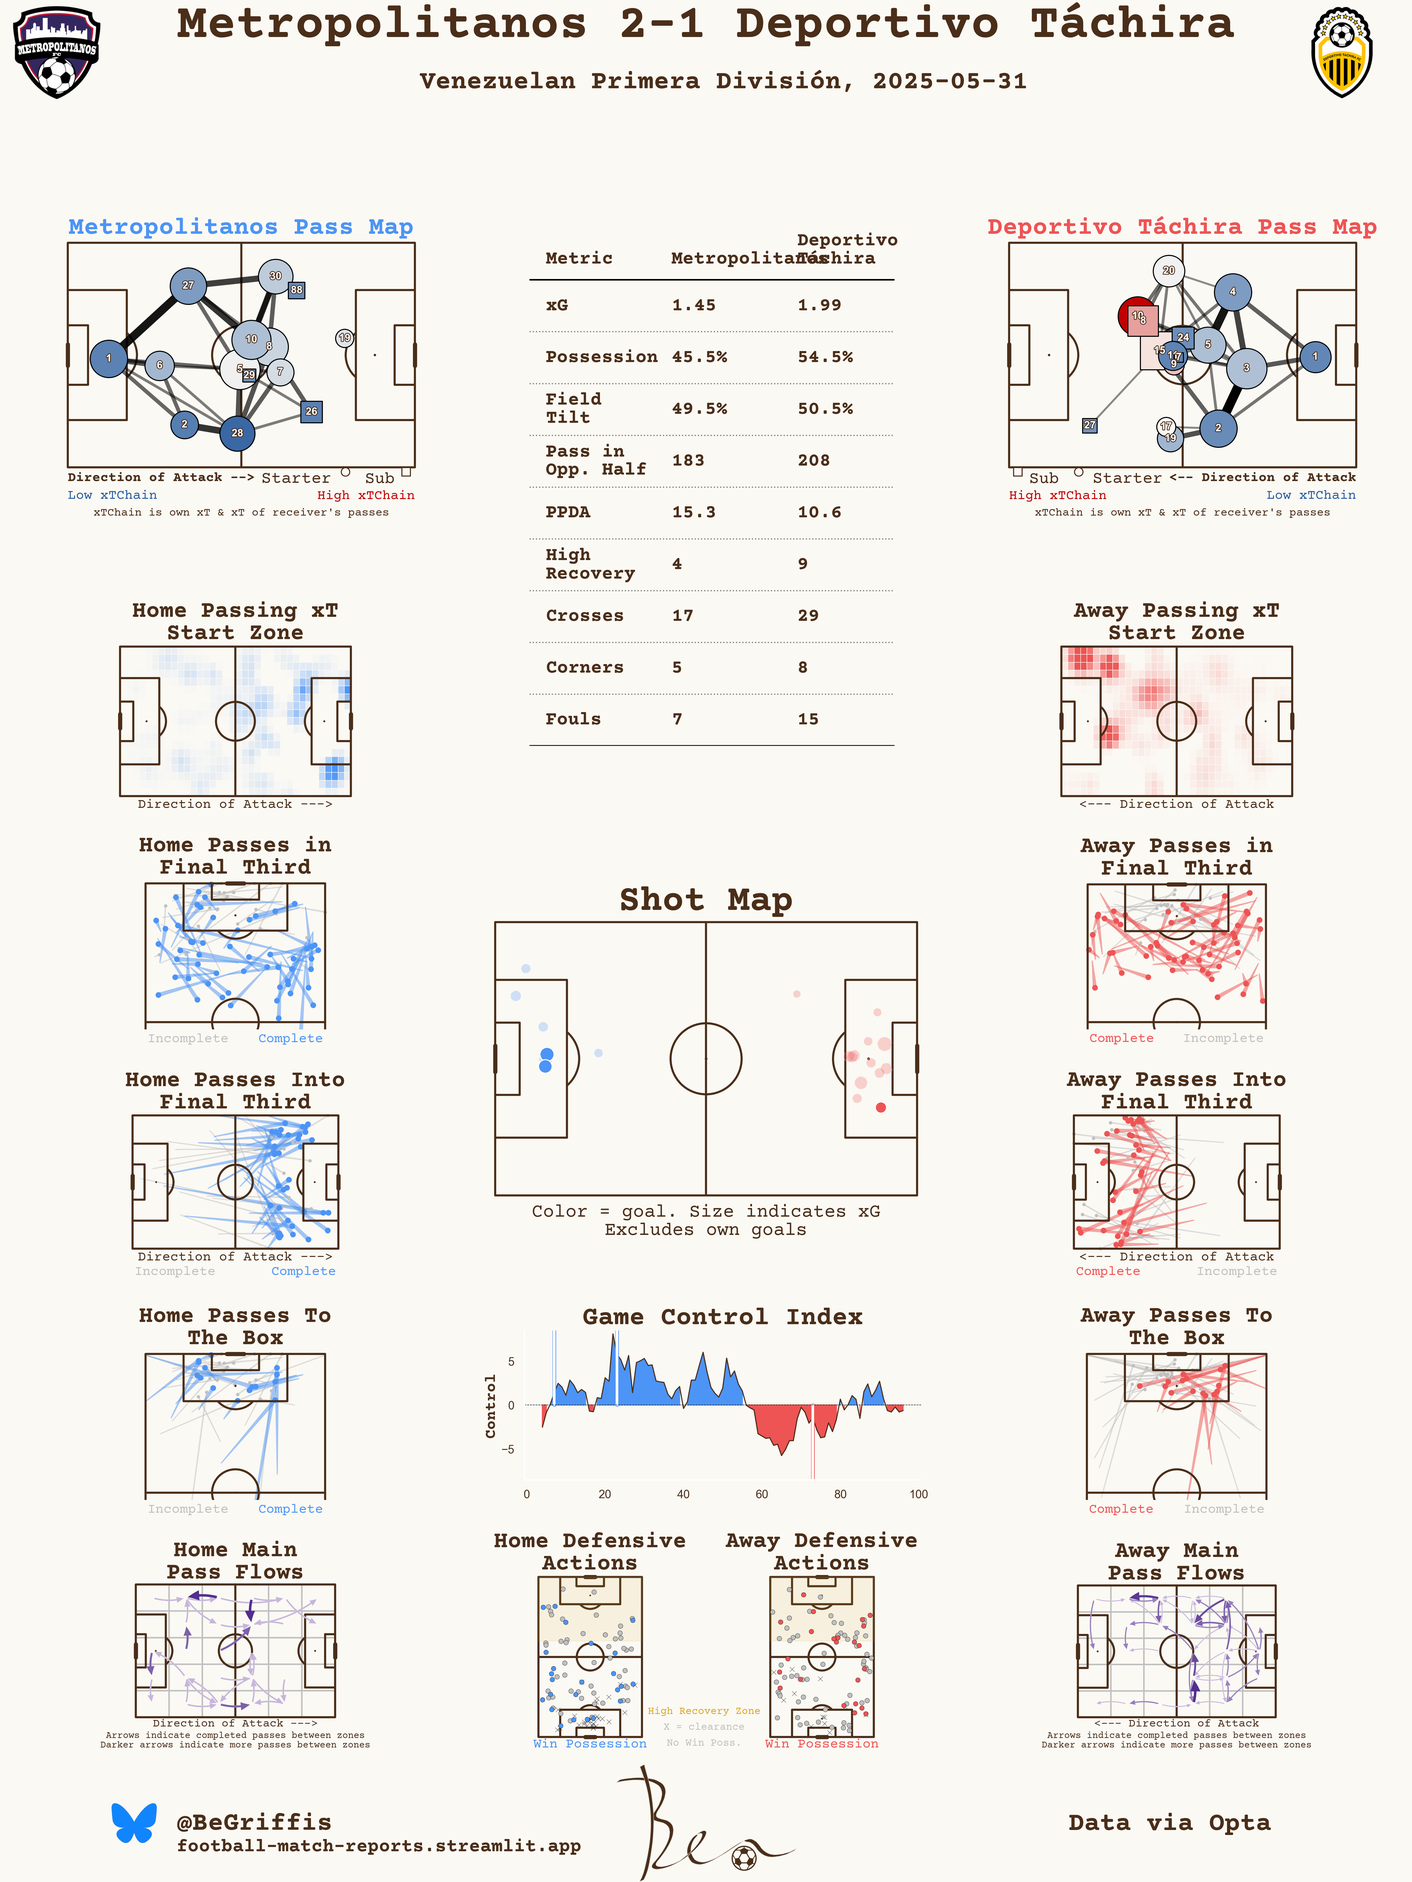 Metropolitanos 2-1 Deportivo Táchira
Venezuelan Primera División, 2025-05-31
METROPOLITANOS
FC
Metropolitanos Pass Map
27
30
88
10
8
19
1
6
5
29
7
26
2
28
Direction of Attack --> Starter Sub
Low xTChain High xTChain
xTChain is own xT & xT of receiver's passes
Metric Metropolitanos Deportivo Táchira
xG 1.45 1.99
Possession 45.5% 54.5%
Field Tilt 49.5% 50.5%
Pass in Opp. Half 183 208
PPDA 15.3 10.6
High Recovery 4 9
Crosses 17 29
Corners 5 8
Fouls 7 15
Deportivo Táchira Pass Map
20
4
10
8
24
15
5
9
3
1
27
17
19
2
Sub Starter <-- Direction of Attack
High xTChain Low xTChain
xTChain is own xT & xT of receiver's passes
Home Passing xT
Start Zone
Direction of Attack --->
Away Passing xT
Start Zone
<--- Direction of Attack
Home Passes in
Final Third
Incomplete Complete
Away Passes in
Final Third
Complete Incomplete
Shot Map
Color = goal. Size indicates xG
Excludes own goals
Home Passes Into
Final Third
Direction of Attack --->
Incomplete Complete
Away Passes Into
Final Third
<--- Direction of Attack
Complete Incomplete
Home Passes To
The Box
Incomplete Complete
Game Control Index
Control
5
0
−5
0 20 40 60 80 100
Away Passes To
The Box
Complete Incomplete
Home Main
Pass Flows
Direction of Attack --->
Arrows indicate completed passes between zones
Darker arrows indicate more passes between zones
Home Defensive
Actions
Win Possession
High Recovery Zone
X = clearance
No Win Poss.
Away Defensive
Actions
Win Possession
Away Main
Pass Flows
<--- Direction of Attack
Arrows indicate completed passes between zones
Darker arrows indicate more passes between zones
@BeGriffis
football-match-reports.streamlit.app
Ben
Data via Opta